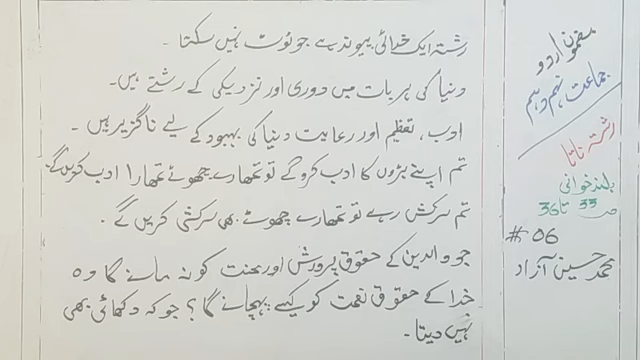 رشتہ ایک خدائی پیوند ہے جو ٹوٹ نہیں سکتا ۔
دنیا کی ہر بات میں دوری اور نزدیکی کے رشتے ہیں۔
ادب، تعظیم اور رعایت دنیا کی بہبود کے لیے ناگزیر ہیں ۔
تم اپنے بڑوں کا ادب کرو گے تو تمھارے چھوٹے تمھارا ادب کریں گے۔
تم سرکش رہے تو تمھارے چھوٹے بھی سرکشی کریں گے ۔
جو والدین کے حقوق پرورش اور محنت کو نہ مانے گا وہ
خدا کے حقوق نعمت کو کیسے پہچانے گا؟ جو کہ دکھائی بھی
نہیں دیتا ۔
مضمون اردو
جماعت نہم و دہم
رشتہ ناتا
بلند خوانی
ص 33 تا 36
# 06
محمد حسین آزاد